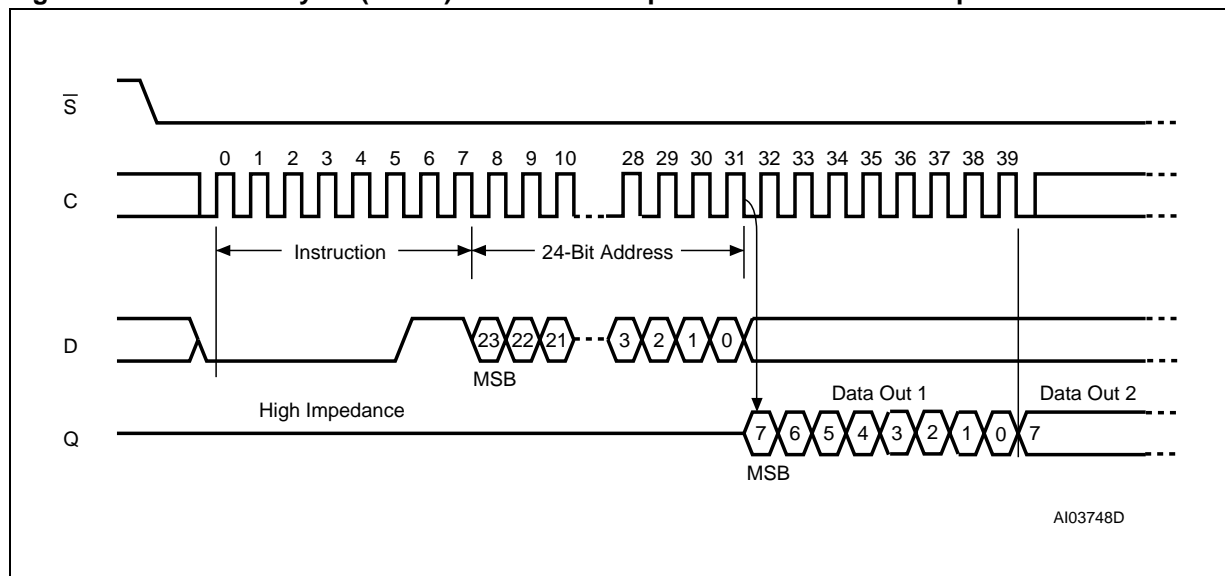 S
0 1 2 3 4 5 6 7 8 9 10 28 29 30 31 32 33 34 35 36 37 38 39
C
Instruction 24-Bit Address
D 23 22 21 3 2 1 0
MSB
High Impedance Data Out 1 Data Out 2
Q 7 6 5 4 3 2 1 0 7
MSB
AI03748D